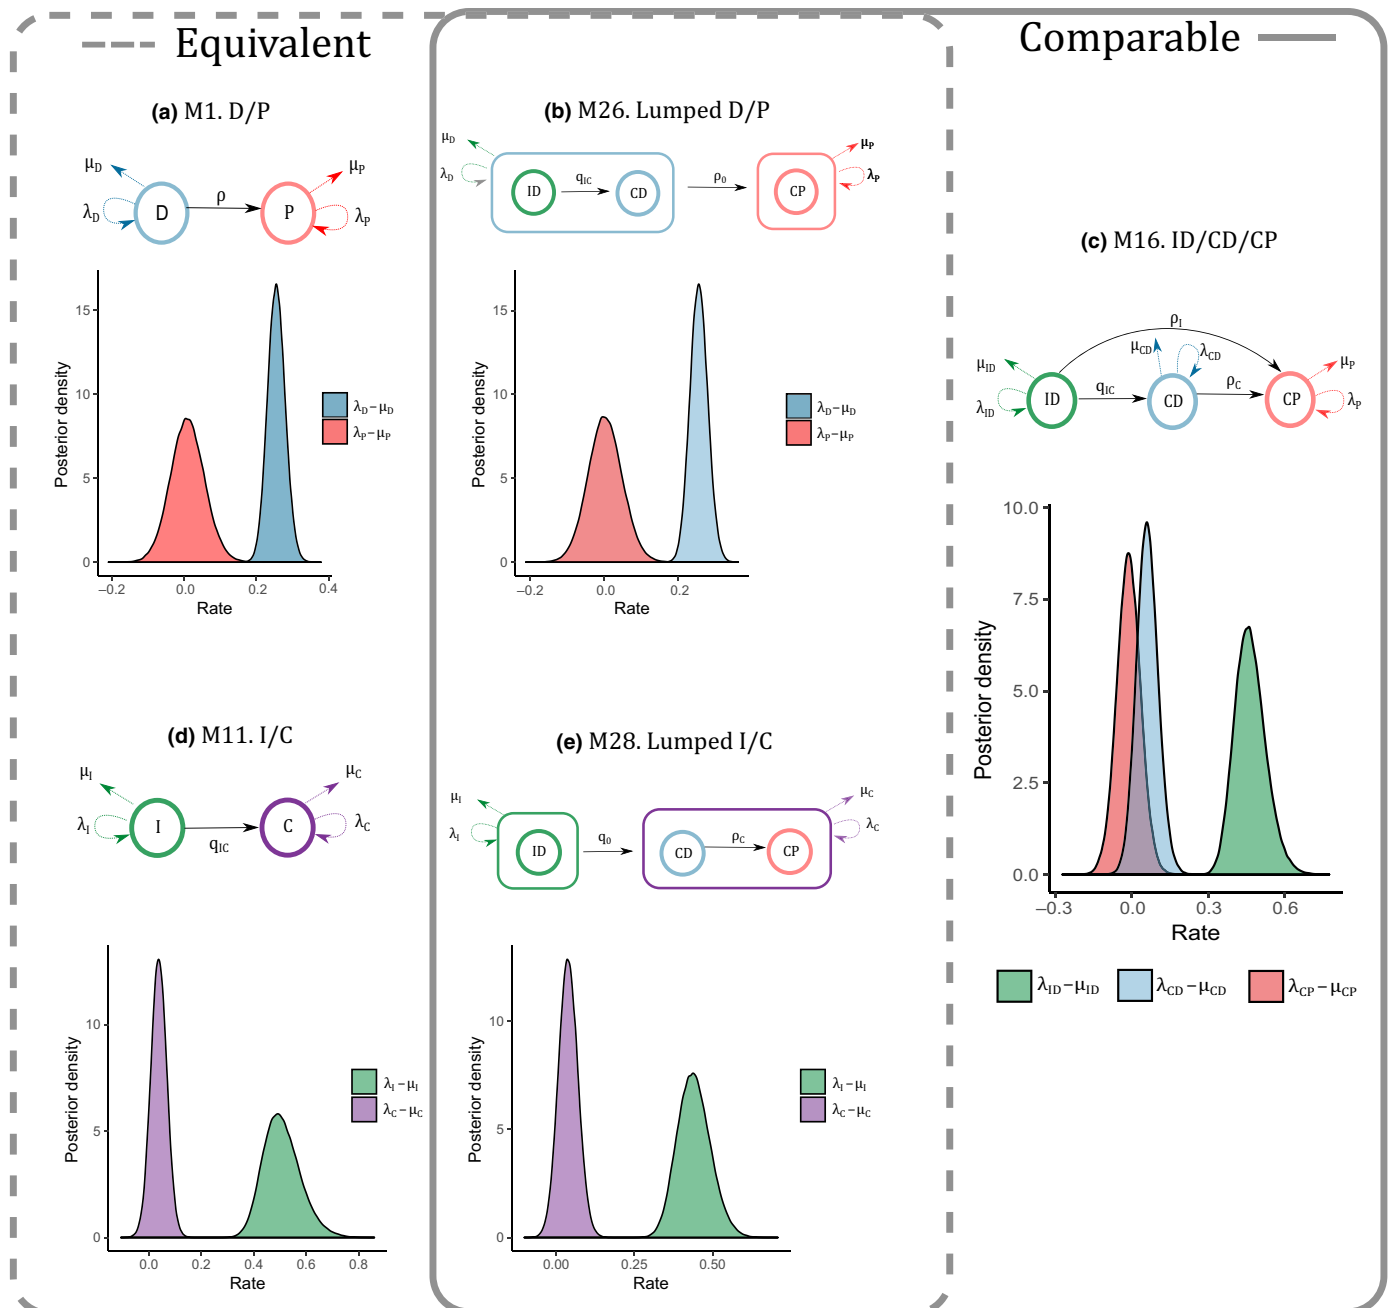 Equivalent
Comparable
(a) M1. D/P
μD
λD
D
ρ
P
μP
λP
15
10
5
0
Posterior density
−0.2
0.0
0.2
0.4
Rate
λD − μD
λP − μP
(b) M26. Lumped D/P
μD
λD
ID
qIC
CD
ρ0
CP
μP
λP
15
10
5
0
Posterior density
−0.2
0.0
0.2
Rate
λD − μD
λP − μP
(c) M16. ID/CD/CP
ρI
μID
λID
ID
qIC
μCD
λCD
CD
ρC
CP
μP
λP
10.0
7.5
5.0
2.5
0.0
Posterior density
−0.3
0.0
0.3
0.6
Rate
λID − μID
λCD − μCD
λCP − μCP
(d) M11. I/C
μI
λI
I
qIC
C
μC
λC
10
5
0
Posterior density
0.0
0.2
0.4
0.6
0.8
Rate
λI − μI
λC − μC
(e) M28. Lumped I/C
μI
λI
ID
q0
CD
ρC
CP
μC
λC
10
5
0
Posterior density
0.00
0.25
0.50
Rate
λI − μI
λC − μC